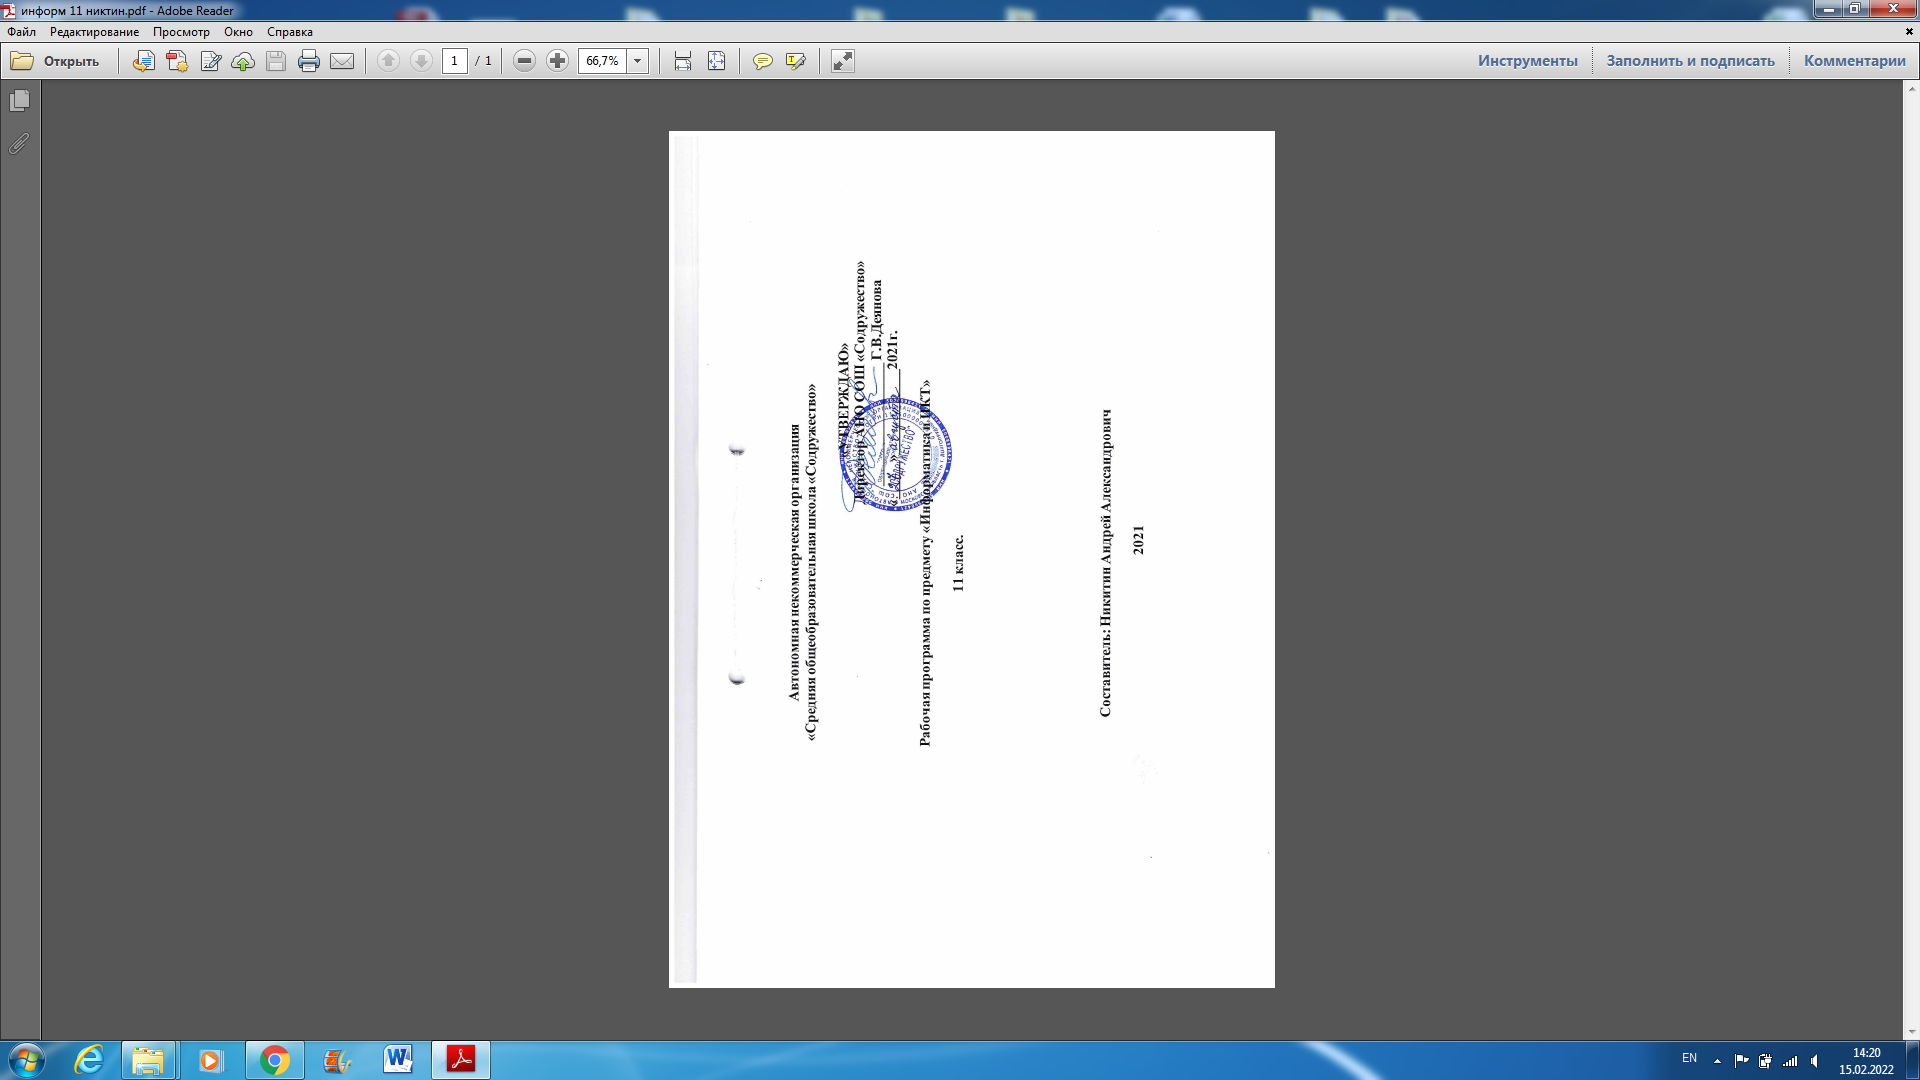 информ 11 никтин.pdf - Adobe Reader
Файл Редактирование Просмотр Окно Справка
Открыть 1 / 1 66,7% Инструменты Заполнить и подписать Комментарии
Автономная некоммерческая организация
«Средняя общеобразовательная школа «Содружество»
«УТВЕРЖДАЮ»
Директор АНО СОШ «Содружество»
Г.В.Деянова
2021г.
СОДРУЖЕСТВО
Рабочая программа по предмету «Информатика и ИКТ»
11 класс.
Составитель: Никитин Андрей Александрович
2021
EN
14:20
15.02.2022